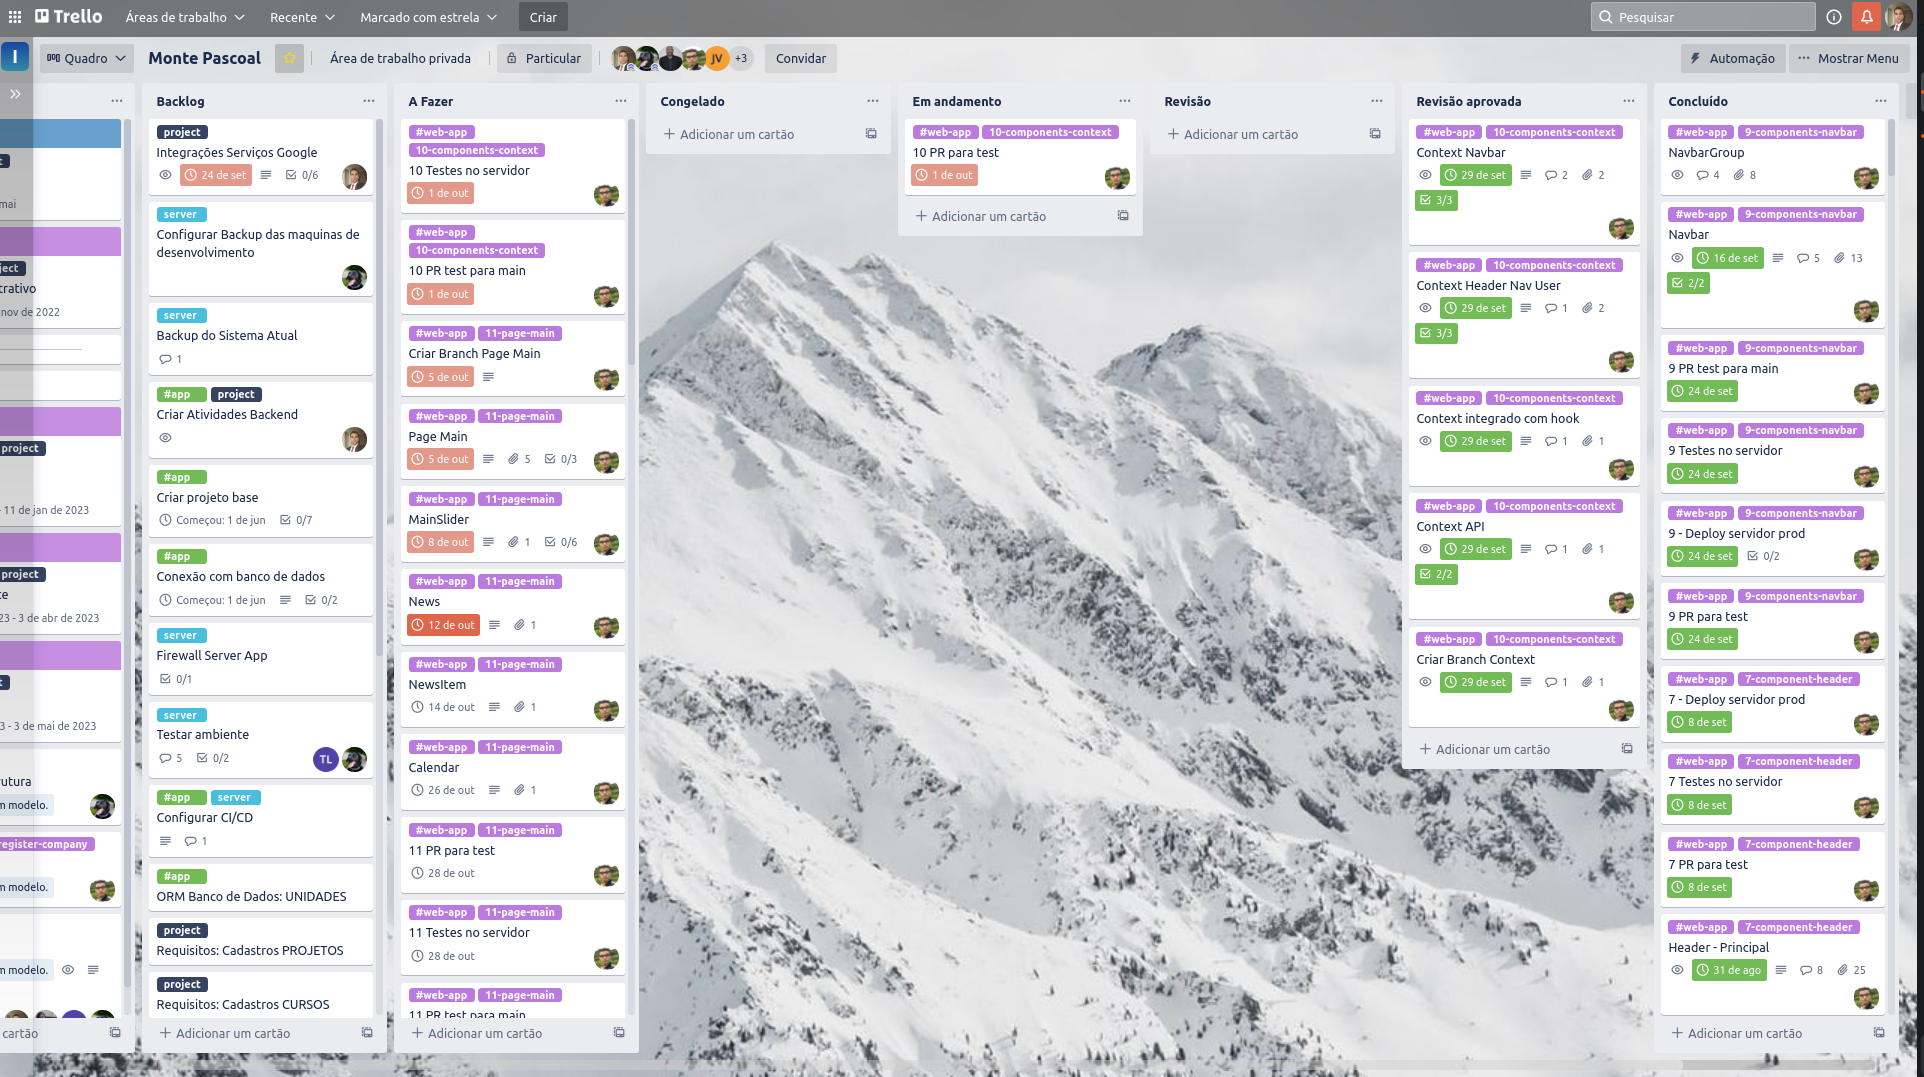 Trello
Áreas de trabalho
Recente
Marcado com estrela
Criar
Pesquisar
I
Quadro
Monte Pascoal
Área de trabalho privada
Particular
JV
+3
Convidar
Automação
Mostrar Menu
mai
ject
trativo
nov de 2022
project
- 11 de jan de 2023
project
te
23 - 3 de abr de 2023
3 - 3 de mai de 2023
utura
m modelo.
register-company
m modelo.
m modelo.
cartão
Backlog
project
Integrações Serviços Google
24 de set
0/6
server
Configurar Backup das maquinas de
desenvolvimento
server
Backup do Sistema Atual
1
#app project
Criar Atividades Backend
#app
Criar projeto base
Começou: 1 de jun
0/7
#app
Conexão com banco de dados
Começou: 1 de jun
0/2
server
Firewall Server App
0/1
server
Testar ambiente
5
0/2
TL
#app server
Configurar CI/CD
1
#app
ORM Banco de Dados: UNIDADES
project
Requisitos: Cadastros PROJETOS
project
Requisitos: Cadastros CURSOS
Adicionar um cartão
A Fazer
#web-app
10-components-context
10 Testes no servidor
1 de out
#web-app
10-components-context
10 PR test para main
1 de out
#web-app 11-page-main
Criar Branch Page Main
5 de out
#web-app 11-page-main
Page Main
5 de out
5
0/3
#web-app 11-page-main
MainSlider
8 de out
1
0/6
#web-app 11-page-main
News
12 de out
1
#web-app 11-page-main
NewsItem
14 de out
1
#web-app 11-page-main
Calendar
26 de out
1
#web-app 11-page-main
11 PR para test
28 de out
#web-app 11-page-main
11 Testes no servidor
28 de out
#web-app 11-page-main
11 PR test para main
Adicionar um cartão
Congelado
Adicionar um cartão
Em andamento
#web-app 10-components-context
10 PR para test
1 de out
Adicionar um cartão
Revisão
Adicionar um cartão
Revisão aprovada
#web-app 10-components-context
Context Navbar
29 de set
2
2
3/3
#web-app 10-components-context
Context Header Nav User
29 de set
1
2
3/3
#web-app 10-components-context
Context integrado com hook
29 de set
1
1
#web-app 10-components-context
Context API
29 de set
1
1
2/2
#web-app 10-components-context
Criar Branch Context
29 de set
1
1
Adicionar um cartão
Concluído
#web-app 9-components-navbar
NavbarGroup
4
8
#web-app 9-components-navbar
Navbar
16 de set
5
13
2/2
#web-app 9-components-navbar
9 PR test para main
24 de set
#web-app 9-components-navbar
9 Testes no servidor
24 de set
#web-app 9-components-navbar
9 - Deploy servidor prod
24 de set
0/2
#web-app 9-components-navbar
9 PR para test
24 de set
#web-app 7-component-header
7 - Deploy servidor prod
8 de set
#web-app 7-component-header
7 Testes no servidor
8 de set
#web-app 7-component-header
7 PR para test
8 de set
#web-app 7-component-header
Header - Principal
31 de ago
8
25
Adicionar um cartão